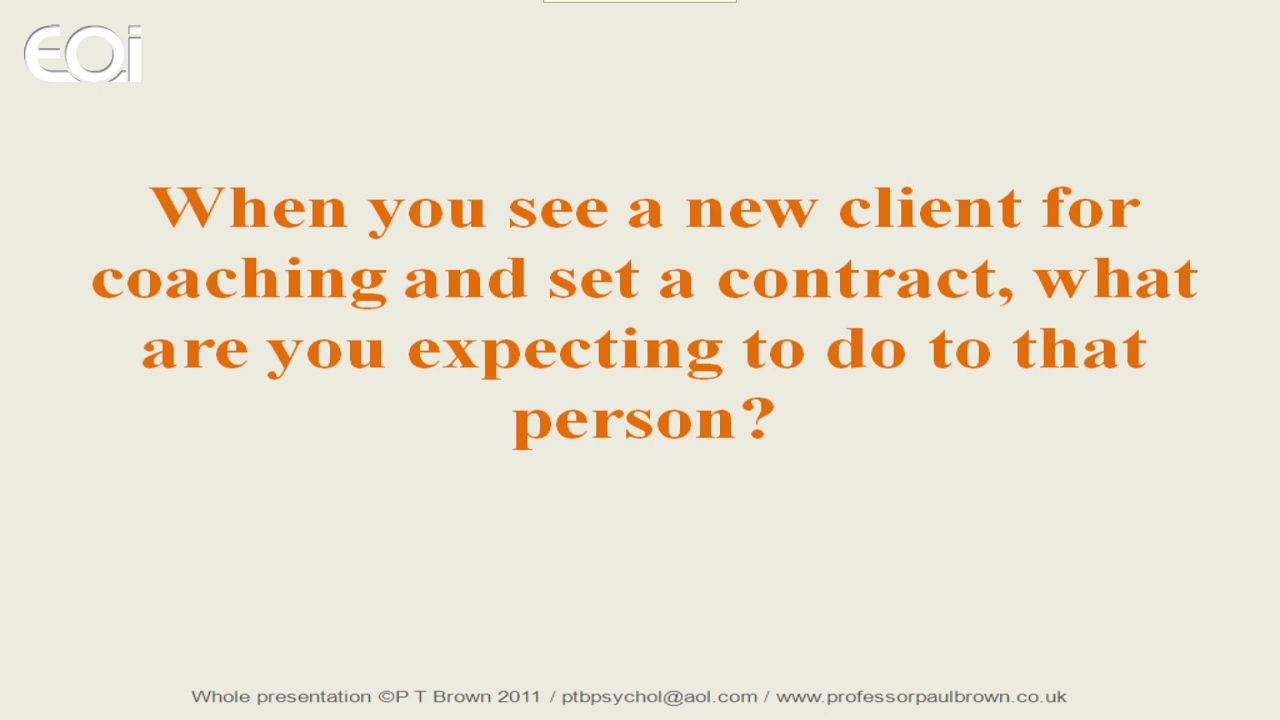 EQi
When you see a new client for
coaching and set a contract, what
are you expecting to do to that
person?
Whole presentation ©P T Brown 2011 / ptbpsychol@aol.com / www.professorpaulbrown.co.uk